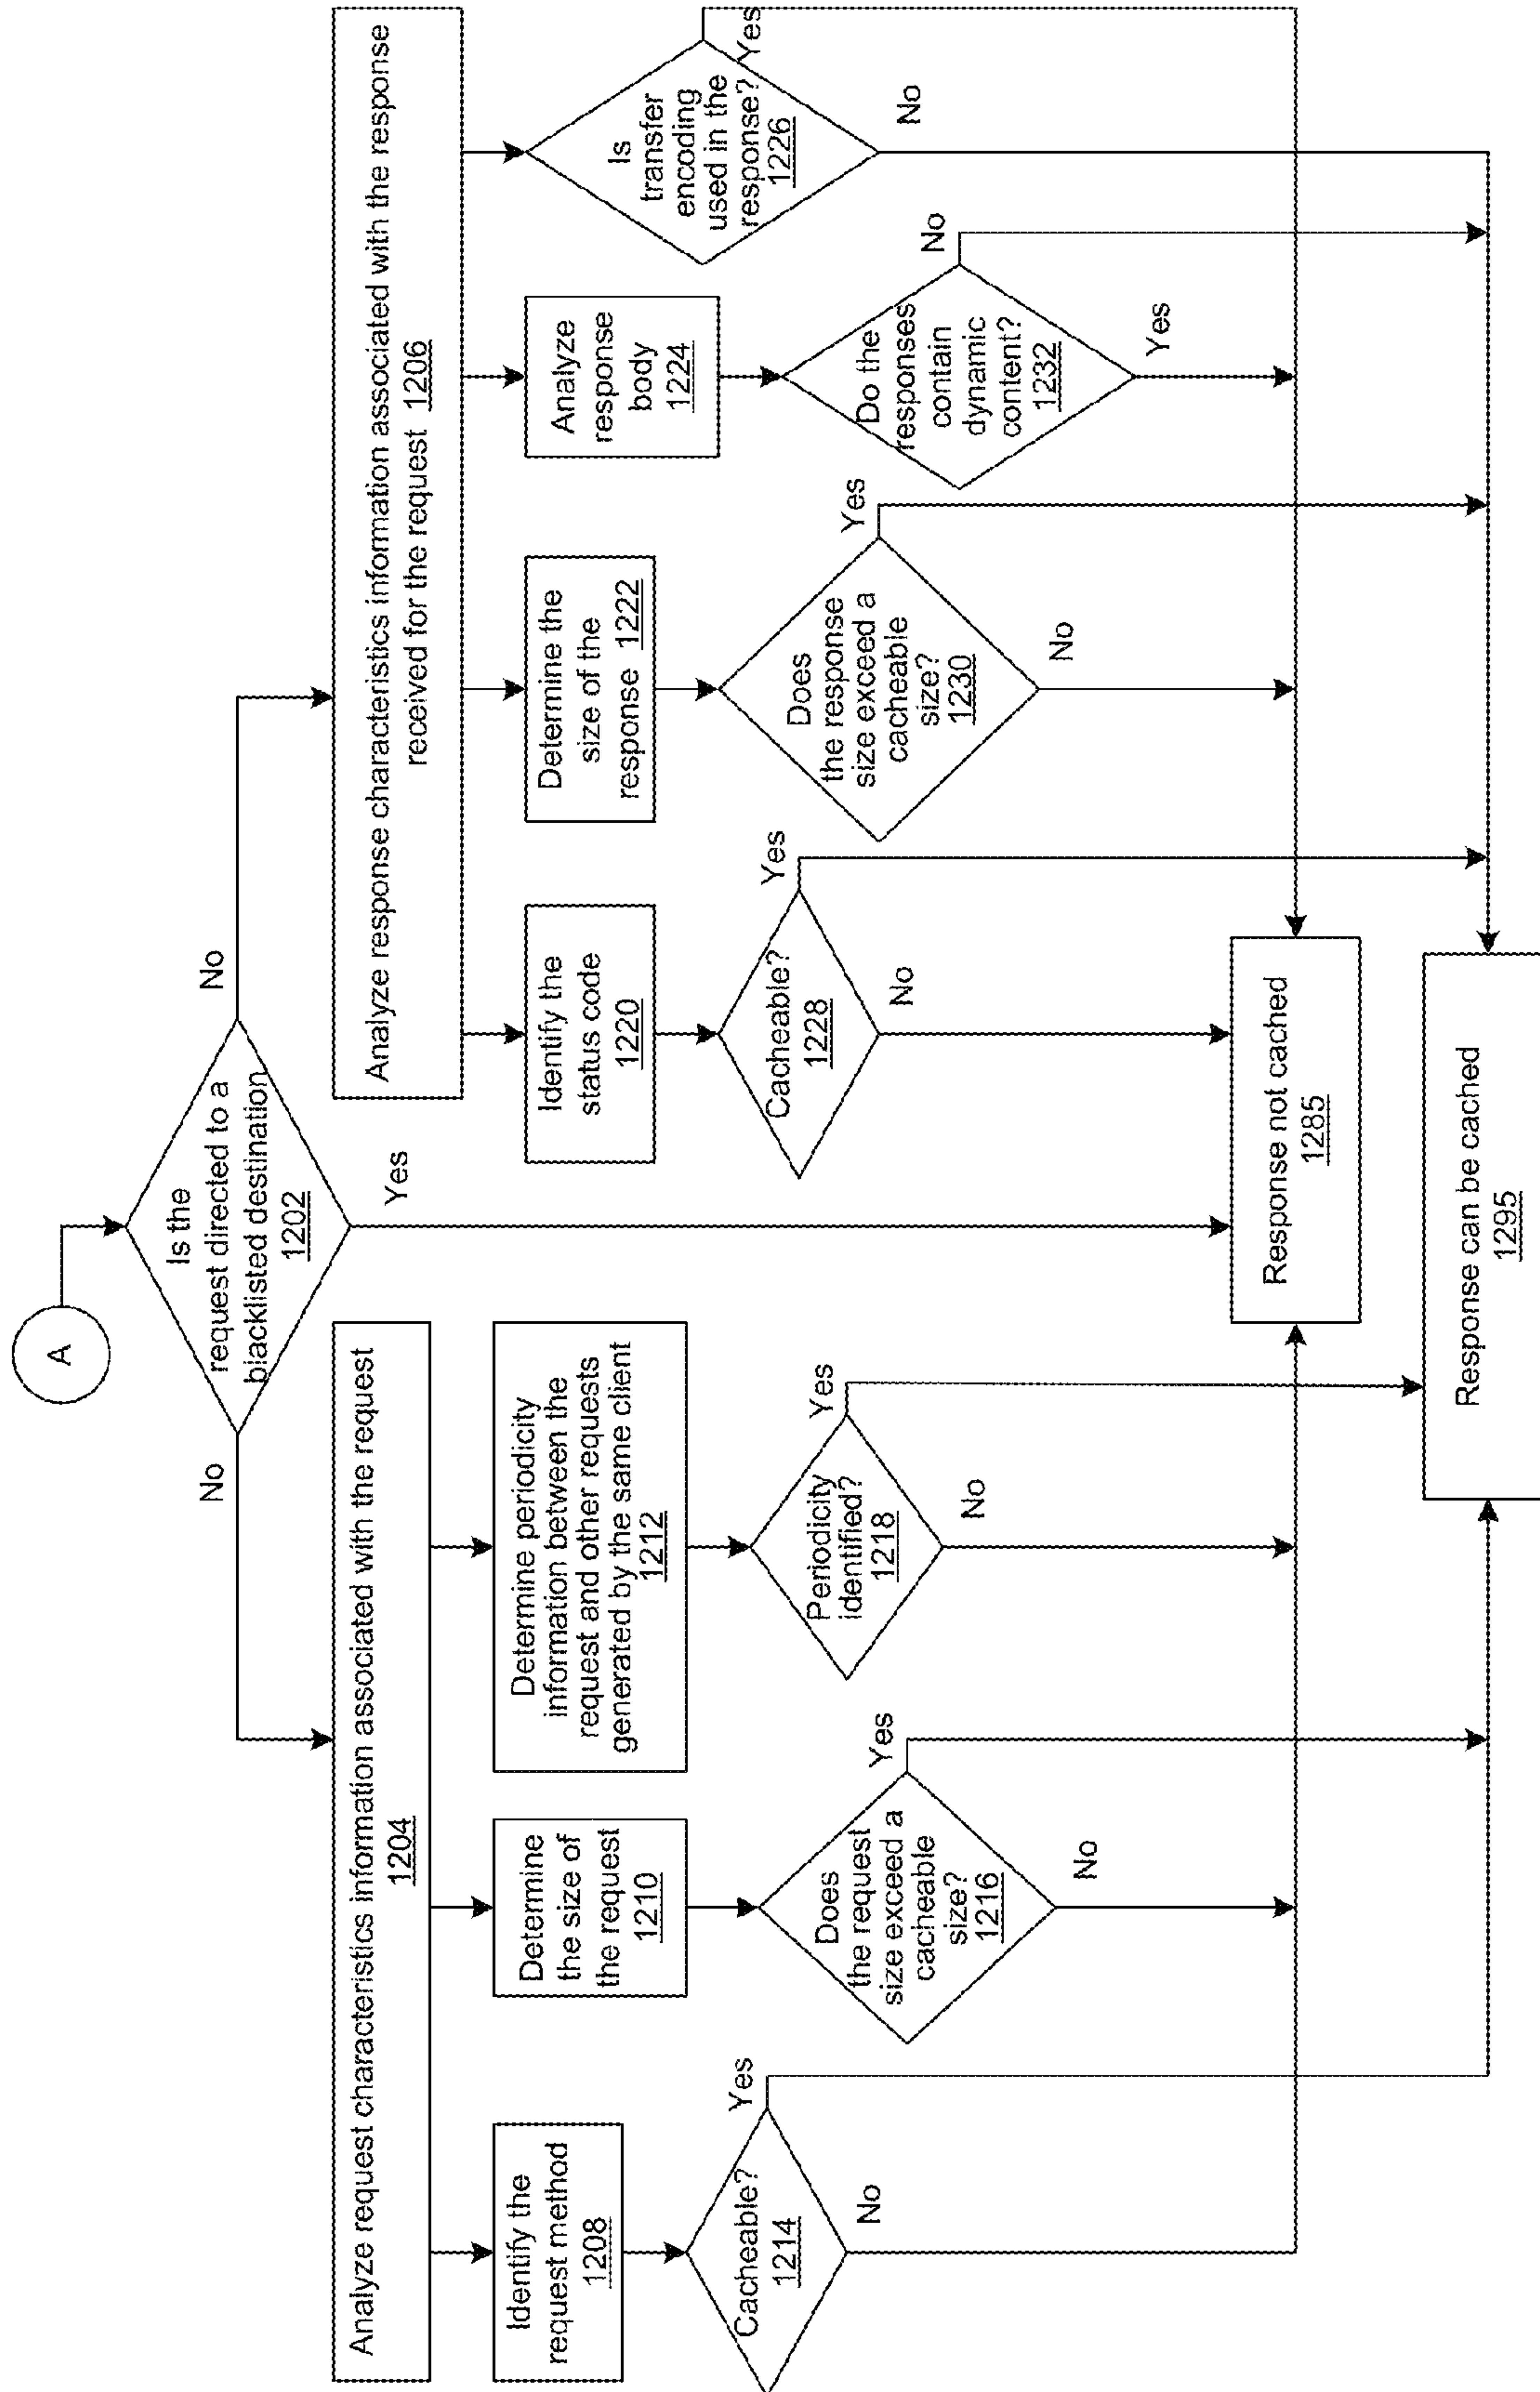 A
Is the
request directed to a
blacklisted destination
1202
No
No
Yes
Analyze request characteristics information associated with the request
1204
Analyze response characteristics information associated with the response
received for the request 1206
Identify the
request method
1208
Determine
the size of
the request
1210
Determine periodicity
information between the
request and other requests
generated by the same client
1212
Identify the
status code
1220
Determine the
size of the
response 1222
Analyze
response
body
1224
Is
transfer
encoding
used in the
response?
1226
Yes
No
Cacheable?
1214
Yes
No
Does
the request
size exceed a
cacheable
size?
1216
Yes
No
Periodicity
identified?
1218
Yes
No
Cacheable?
1228
Yes
No
Does
the response
size exceed a
cacheable
size?
1230
Yes
No
Do the
responses
contain
dynamic
content?
1232
No
Yes
Response not cached
1285
Response can be cached
1295